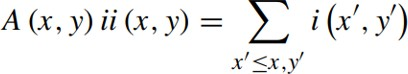 A (x, y) ii (x, y) = ∑ i (x′, y′)
x′≤x,y′